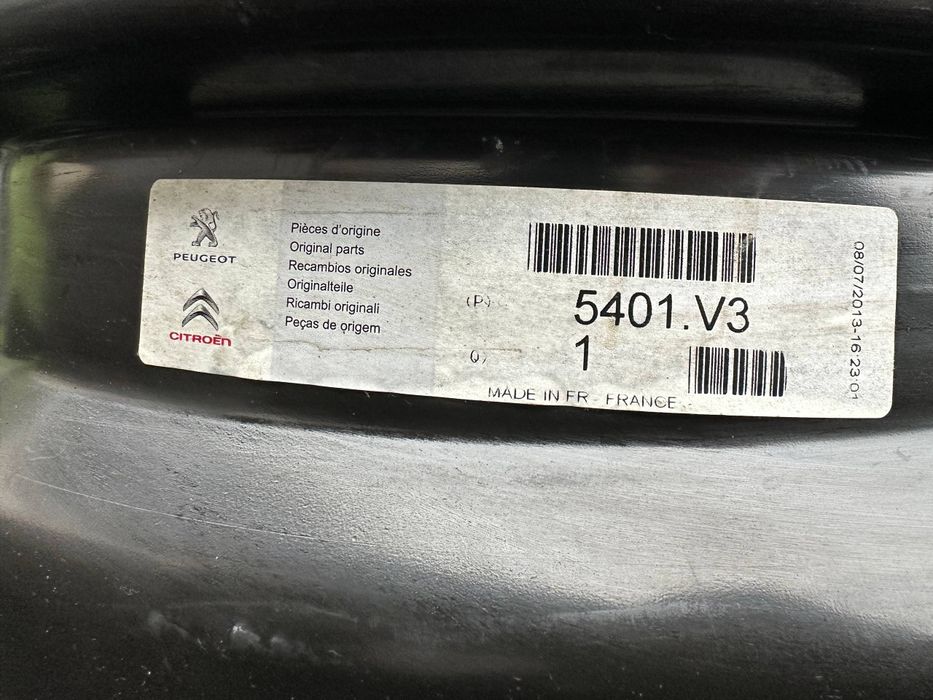 PEUGEOT
CITROËN
Pièces d'origine
Original parts
Recambios originales
Originalteile
Ricambi originali
Peças de origem
(P)
5401.V3
Q)
1
MADE IN FR - FRANCE
08/07/2013-16:23:01